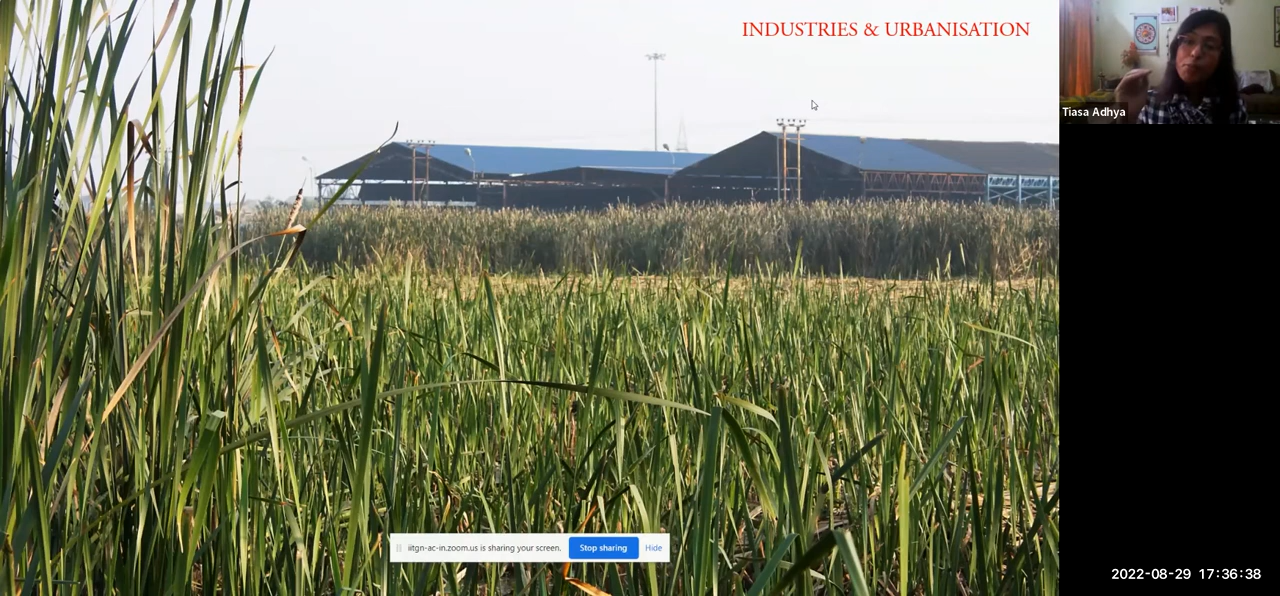 INDUSTRIES & URBANISATION
Tiasa Adhya
iitgn-ac-in.zoom.us is sharing your screen. Stop sharing Hide
2022-08-29 17:36:38